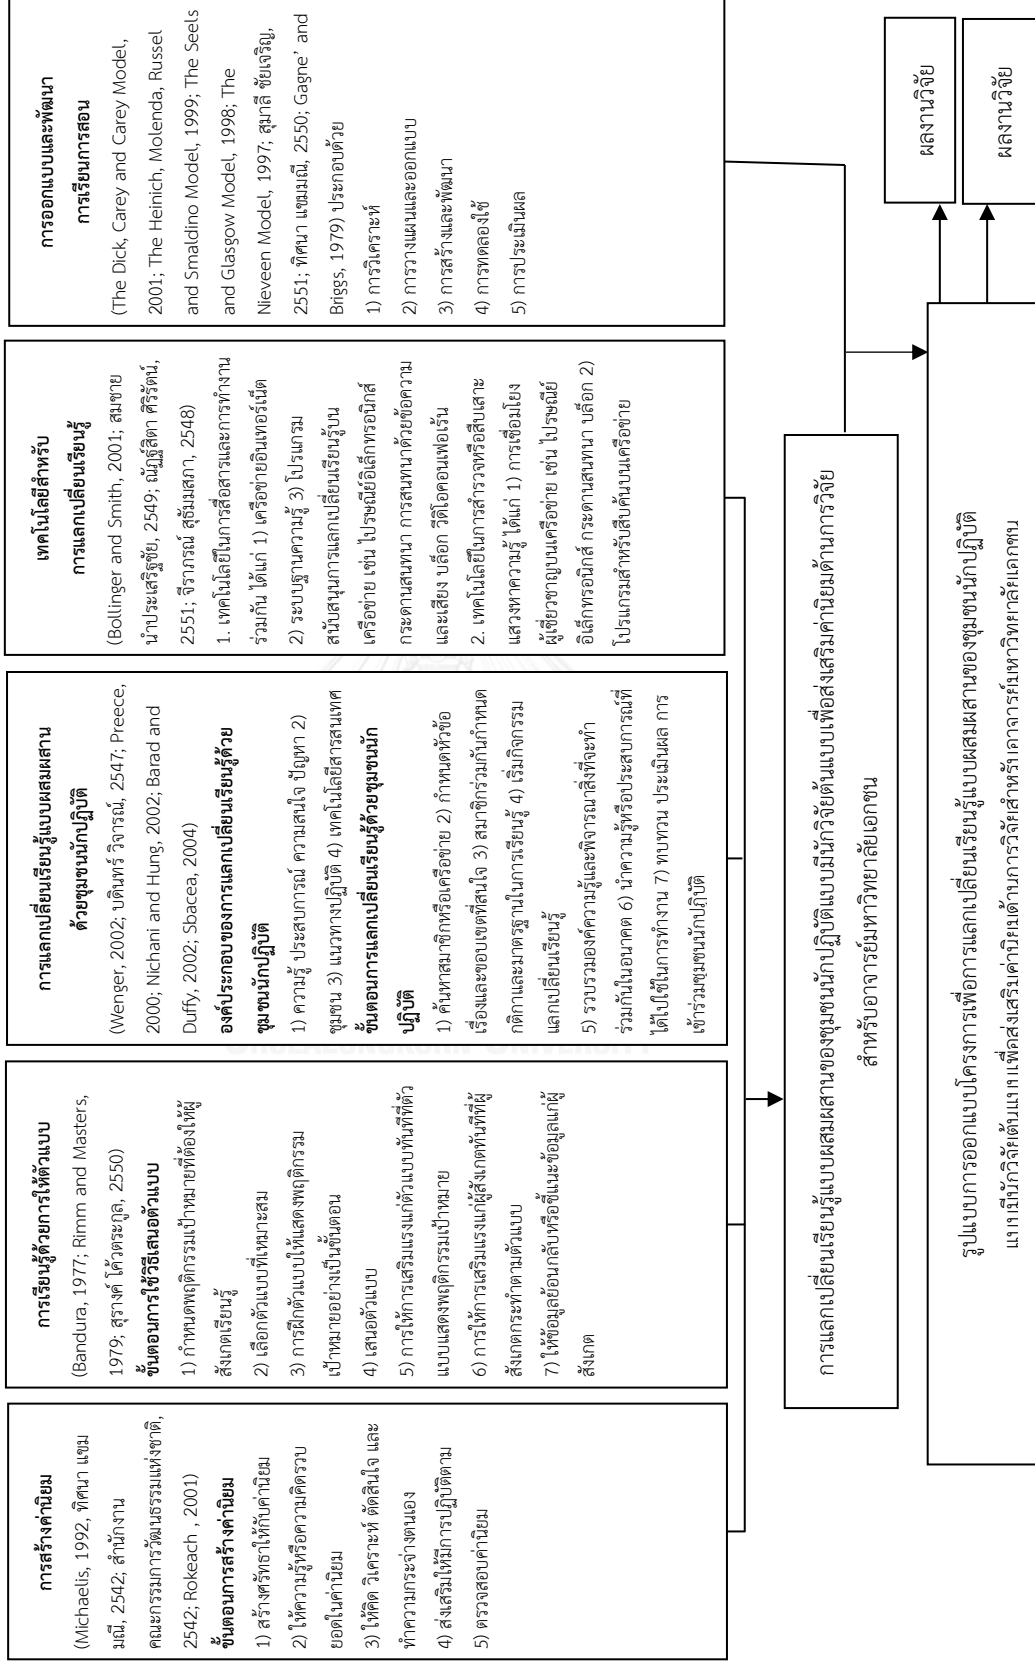 การสร้างค่านิยม
(Michaelis, 1992, ทิศนา แขม
มณี, 2542; สำนักงาน
คณะกรรมการวัฒนธรรมแห่งชาติ,
2542; Rokeach , 2001)
ขั้นตอนการสร้างค่านิยม
1) สร้างศรัทธาให้กับค่านิยม
2) ให้ความรู้หรือความคิดรวบ
ยอดในค่านิยม
3) ให้คิด วิเคราะห์ ตัดสินใจ และ
ทำความกระจ่างตนเอง
4) ส่งเสริมให้มีการปฏิบัติตาม
5) ตรวจสอบค่านิยม
การเรียนรู้ด้วยการให้ตัวแบบ
(Bandura, 1977; Rimm and Masters,
1979; สุรางค์ โค้วตระกูล, 2550)
ขั้นตอนการใช้วิธีเสนอตัวแบบ
1) กำหนดพฤติกรรมเป้าหมายที่ต้องให้ผู้
สังเกตเรียนรู้
2) เลือกตัวแบบที่เหมาะสม
3) การฝึกตัวแบบให้แสดงพฤติกรรม
เป้าหมายอย่างเป็นขั้นตอน
4) เสนอตัวแบบ
5) การให้การเสริมแรงแก่ตัวแบบทันทีที่ตัว
แบบแสดงพฤติกรรมเป้าหมาย
6) การให้การเสริมแรงแก่ผู้สังเกตทันทีที่ผู้
สังเกตกระทำตามตัวแบบ
7) ให้ข้อมูลย้อนกลับหรือชี้แนะข้อมูลแก่ผู้
สังเกต
การแลกเปลี่ยนเรียนรู้แบบผสมผสาน
ด้วยชุมชนนักปฏิบัติ
(Wenser, 2002; บดินทร์ วิจารณ์, 2547; Preece,
2000; Nichani and Hung, 2002; Barad and
Duffy, 2002; Sbacea, 2004)
องค์ประกอบของการแลกเปลี่ยนเรียนรู้ด้วย
ชุมชนนักปฏิบัติ
1) ความรู้ ประสบการณ์ ความสนใจ ปัญหา 2)
ชุมชน 3) แนวทางปฏิบัติ 4) เทคโนโลยีสารสนเทศ
ขั้นตอนการแลกเปลี่ยนเรียนรู้ด้วยชุมชนนัก
ปฏิบัติ
1) ค้นหาสมาชิกหรือเครือข่าย 2) กำหนดหัวข้อ
เรื่องและขอบเขตที่สนใจ 3) สมาชิกร่วมกันกำหนด
กติกาและมาตรฐานในการเรียนรู้ 4) เริ่มกิจกรรม
แลกเปลี่ยนเรียนรู้
5) รวบรวมองค์ความรู้และพิจารณาสิ่งที่จะทำ
ร่วมกันในอนาคต 6) นำความรู้หรือประสบการณ์ที่
ได้ไปใช้ในการทำงาน 7) ทบทวน ประเมินผล การ
เข้าร่วมชุมชนนักปฏิบัติ
เทคโนโลยีสำหรับ
การแลกเปลี่ยนเรียนรู้
(Bollinger and Smith, 2001; สมชาย
นำประเสริฐชัย, 2549; ณัฏฐ์สิตา ศิริรัตน์,
2551; จีราภรณ์ สุธัมมสภา, 2548)
1. เทคโนโลยีในการสื่อสารและการทำงาน
ร่วมกัน ได้แก่ 1) เครือข่ายอินเทอร์เน็ต
2) ระบบฐานความรู้ 3) โปรแกรม
สนับสนุนการแลกเปลี่ยนเรียนรู้บน
เครือข่าย เช่น ไปรษณีย์อิเล็กทรอนิกส์
กระดานสนทนา การสนทนาด้วยข้อความ
และเสียง บล็อก วีดิโอคอนเฟอเร้น
2. เทคโนโลยีในการสำรวจหรือสืบเสาะ
แสวงหาความรู้ ได้แก่ 1) การเชื่อมโยง
ผู้เชี่ยวชาญบนเครือข่าย เช่น ไปรษณีย์
อิเล็กทรอนิกส์ กระดานสนทนา บล็อก 2)
โปรแกรมสำหรับสืบค้นบนเครือข่าย
การออกแบบและพัฒนา
การเรียนการสอน
(The Dick, Carey and Carey Model,
2001; The Heinich, Molenda, Russel
and Smaldino Model, 1999; The Seels
and Glasgow Model, 1998; The
Nieveen Model, 1997; สุมาลี ชัยเจริญ,
2551; ทิศนา แขมมณี, 2550; Gagne' and
Briggs, 1979) ประกอบด้วย
1) การวิเคราะห์
2) การวางแผนและออกแบบ
3) การสร้างและพัฒนา
4) การทดลองใช้
5) การประเมินผล
การแลกเปลี่ยนเรียนรู้แบบผสมผสานของชุมชนนักปฏิบัติแบบมีนักวิจัยต้นแบบเพื่อส่งเสริมค่านิยมด้านการวิจัย
สำหรับอาจารย์มหาวิทยาลัยเอกชน
รูปแบบการออกแบบโครงการเพื่อการแลกเปลี่ยนเรียนรู้แบบผสมผสานของชุมชนนักปฏิบัติ
แบบมีนักวิจัยต้นแบบเพื่อส่งเสริมค่านิยมด้านการวิจัยสำหรับอาจารย์มหาวิทยาลัยเอกชน
ผลงานวิจัย
ผลงานวิจัย
CHULALONGKORN UNIVERSITY